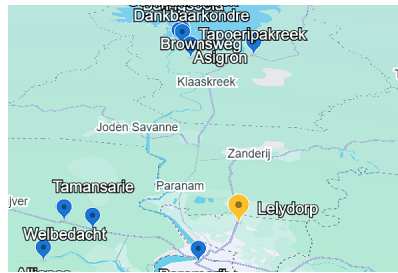 Dankbaarkondre
Tapoeripakreek
Brownsweg
Asigron
Klaaskreek
Joden Savanne
Zanderij
Paranam
Tamansarie
Lelydorp
Welbedacht